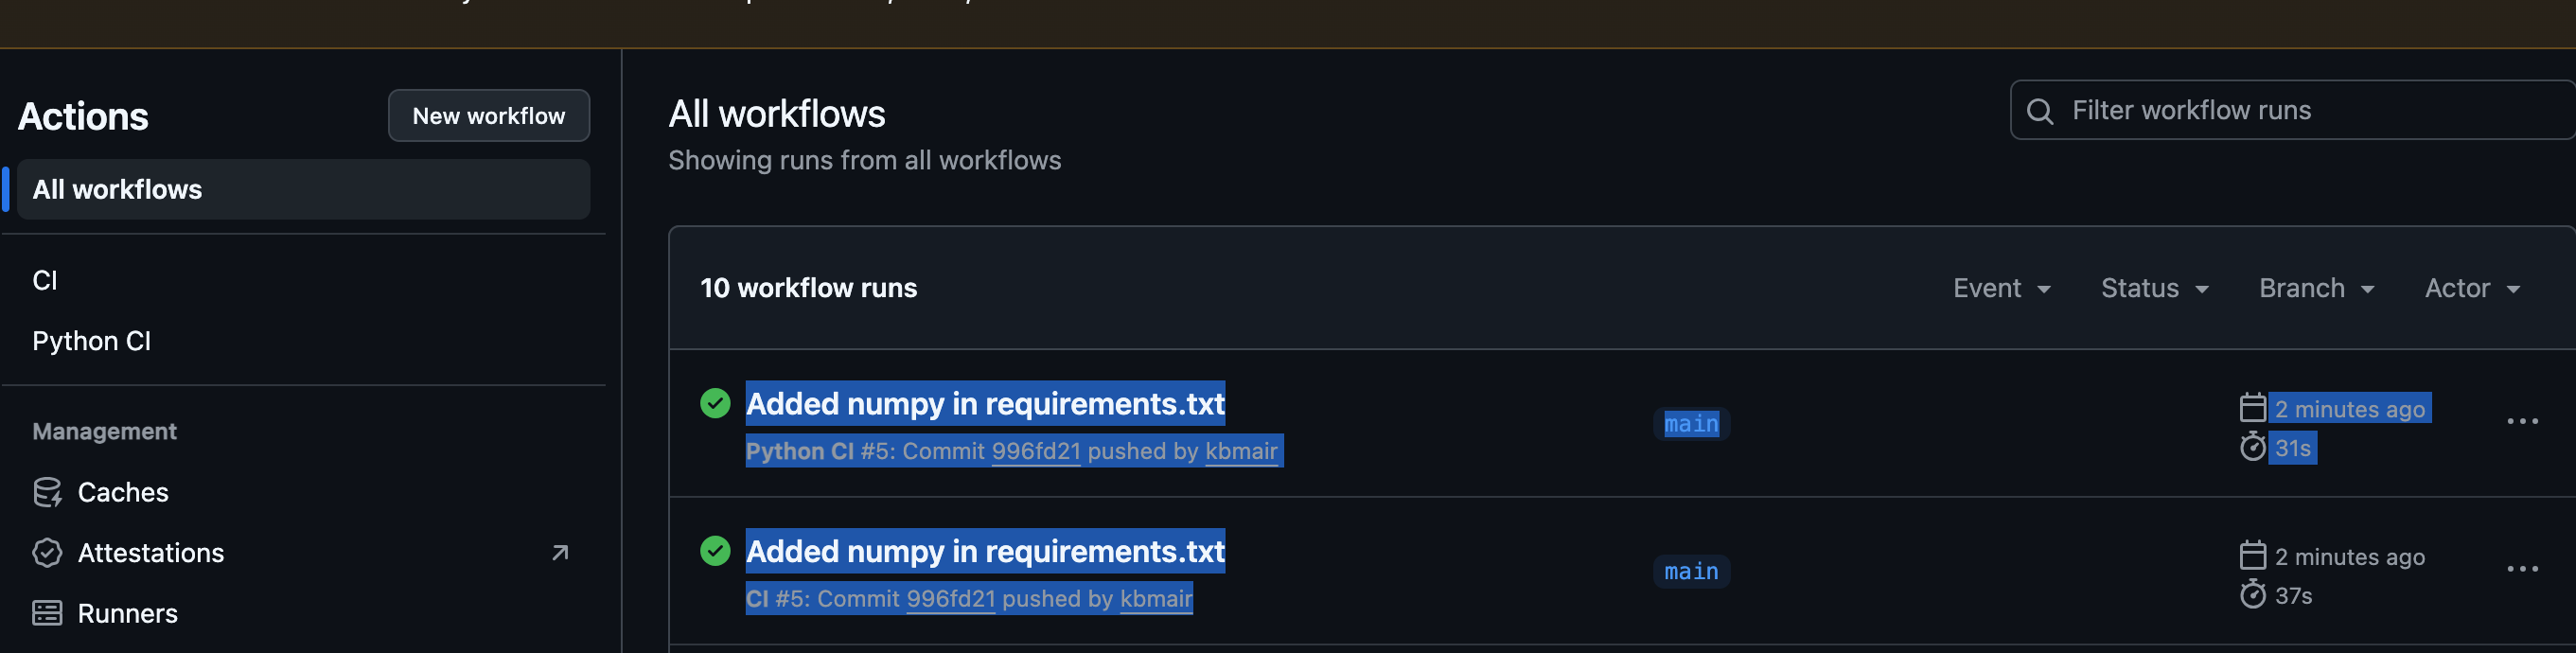 Actions
New workflow
All workflows
CI
Python CI
Management
Caches
Attestations
Runners
All workflows
Showing runs from all workflows
Filter workflow runs
10 workflow runs
Event
Status
Branch
Actor
Added numpy in requirements.txt
Python CI #5: Commit 996fd21 pushed by kbmair
main
2 minutes ago
31s
Added numpy in requirements.txt
CI #5: Commit 996fd21 pushed by kbmair
main
2 minutes ago
37s